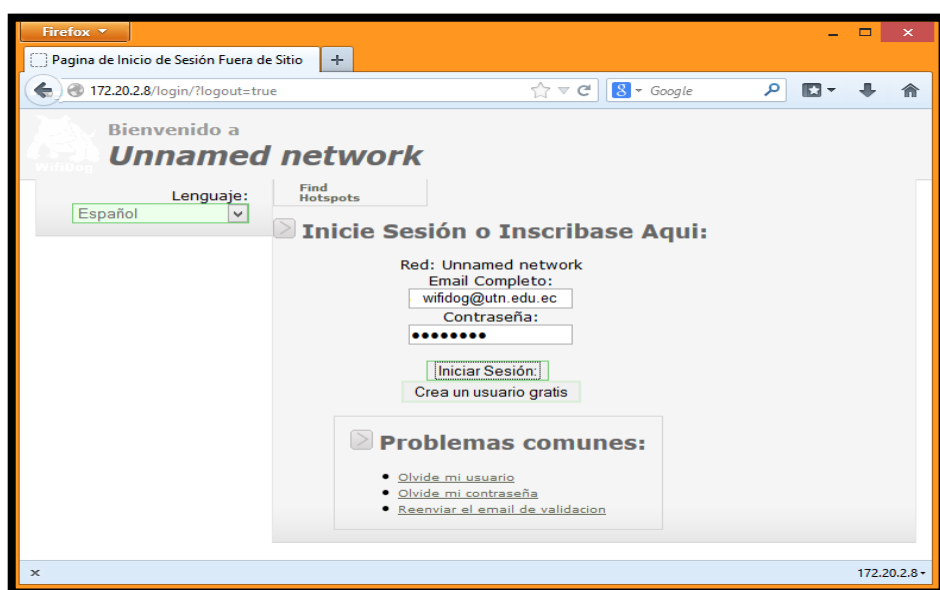 Firefox
Pagina de Inicio de Sesión Fuera de Sitio
172.20.2.8/login/?logout=true
Google
Bienvenido a
Unnamed network
WifiDog
Lenguaje:
Español
Find
Hotspots
Inicie Sesión o Inscribase Aqui:
Red: Unnamed network
Email Completo:
wifidog@utn.edu.ec
Contraseña:
Iniciar Sesión:
Crea un usuario gratis
Problemas comunes:
Olvide mi usuario
Olvide mi contraseña
Reenviar el email de validacion
172.20.2.8